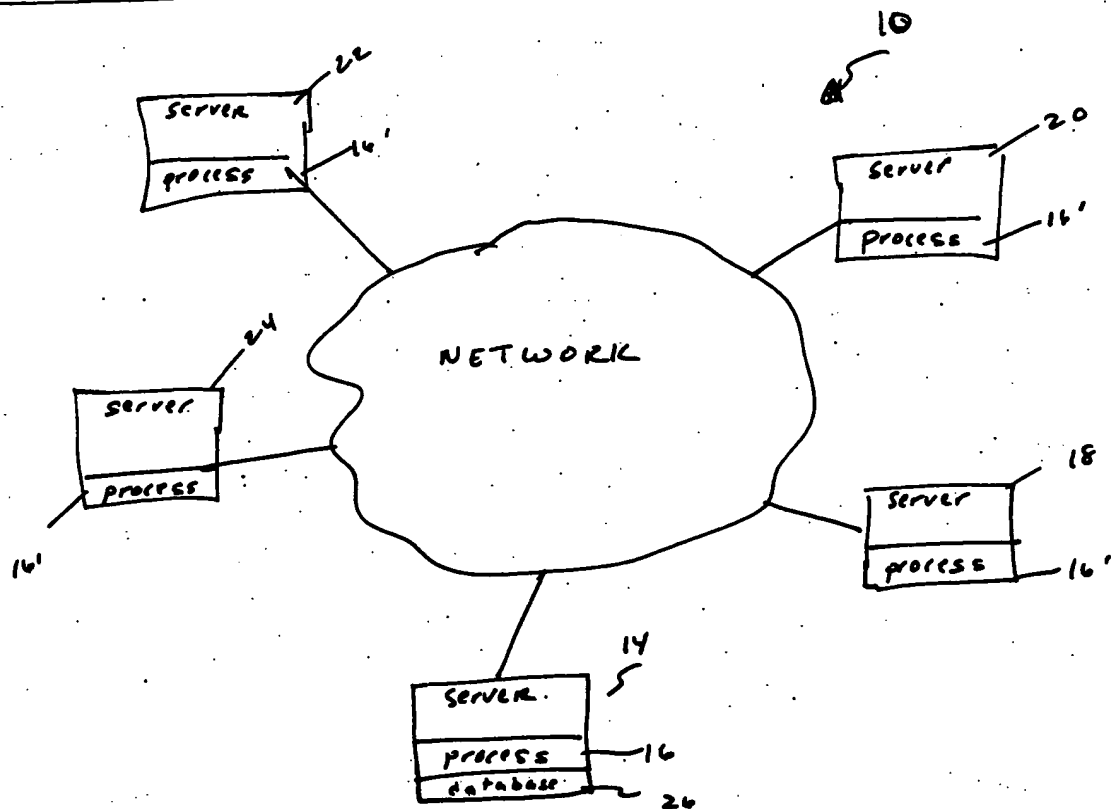 10
22
server
16'
process
20
server
16'
process
NETWORK
24
server
process
16'
18
server
process
16'
14
server.
process
16
database
26